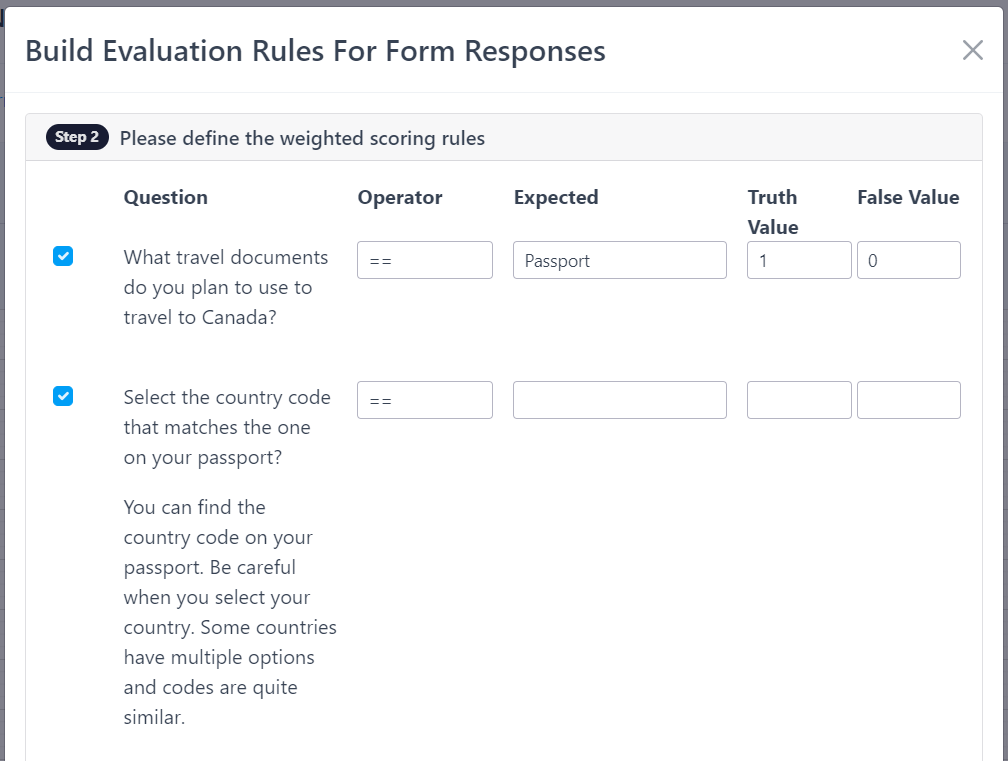 Build Evaluation Rules For Form Responses
Step 2 Please define the weighted scoring rules
Question Operator Expected Truth Value False Value
What travel documents do you plan to use to travel to Canada? == Passport 1 0
Select the country code that matches the one on your passport? ==
You can find the
country code on your
passport. Be careful
when you select your
country. Some countries
have multiple options
and codes are quite
similar.